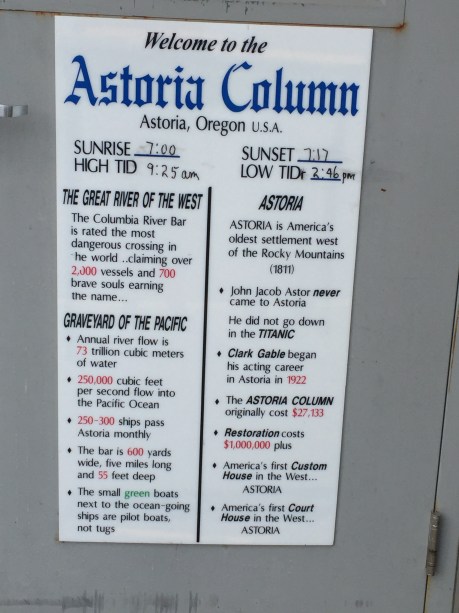 Welcome to the
Astoria Column
Astoria, Oregon U.S.A.
SUNRISE 7:00
HIGH TID 9:25 am
SUNSET 7:17
LOW TID 3:46 pm
THE GREAT RIVER OF THE WEST
The Columbia River Bar
is rated the most
dangerous crossing in
he world ..claiming over
2,000 vessels and 700
brave souls earning
the name...
GRAVEYARD OF THE PACIFIC
♦ Annual river flow is
73 trillion cubic meters
of water
♦ 250,000 cubic feet
per second flow into
the Pacific Ocean
♦ 250-300 ships pass
Astoria monthly
♦ The bar is 600 yards
wide, five miles long
and 55 feet deep
♦ The small green boats
next to the ocean-going
ships are pilot boats,
not tugs
ASTORIA
ASTORIA is America's
oldest settlement west
of the Rocky Mountains
(1811)
♦ John Jacob Astor never
came to Astoria
He did not go down
in the TITANIC
♦ Clark Gable began
his acting career
in Astoria in 1922
♦ The ASTORIA COLUMN
originally cost $27,133
♦ Restoration costs
$1,000,000 plus
♦ America's first Custom
House in the West...
ASTORIA
♦ America's first Court
House in the West...
ASTORIA